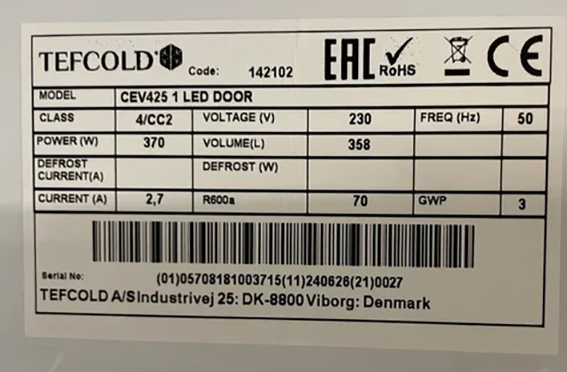 TEFCOLD
Code: 142102
EAC RoHS CE
MODEL CEV425 1 LED DOOR
CLASS 4/CC2 VOLTAGE (V) 230 FREQ (Hz) 50
POWER (W) 370 VOLUME(L) 358
DEFROST CURRENT(A) DEFROST (W)
CURRENT (A) 2,7 R600a 70 GWP 3
Serial No: (01)05708181003715(11)240626(21)0027
TEFCOLD A/S Industrivej 25: DK-8800 Viborg: Denmark